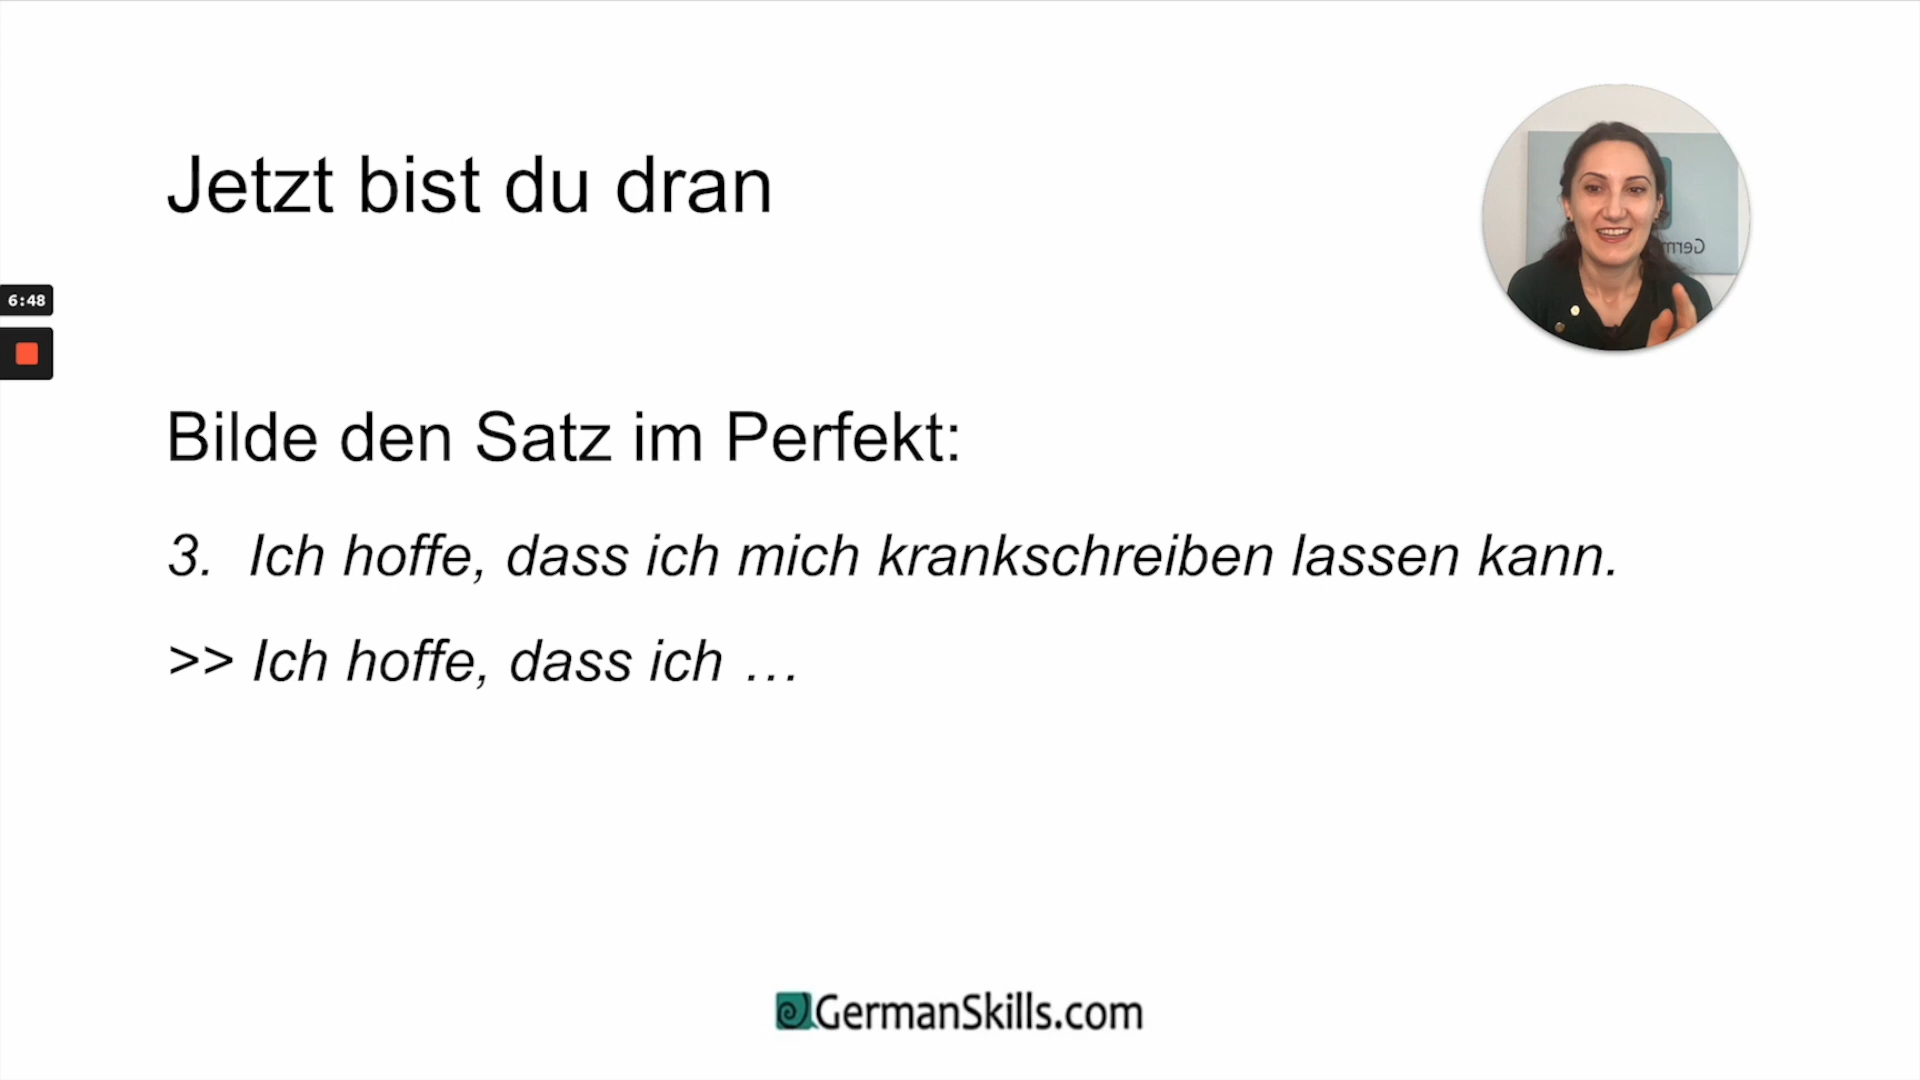 Jetzt bist du dran
6:48
Bilde den Satz im Perfekt:
3. Ich hoffe, dass ich mich krankschreiben lassen kann.
>> Ich hoffe, dass ich …
GermanSkills.com